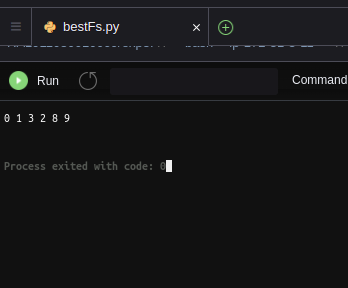 bestFs.py
Run
Command
0 1 3 2 8 9
Process exited with code: 0